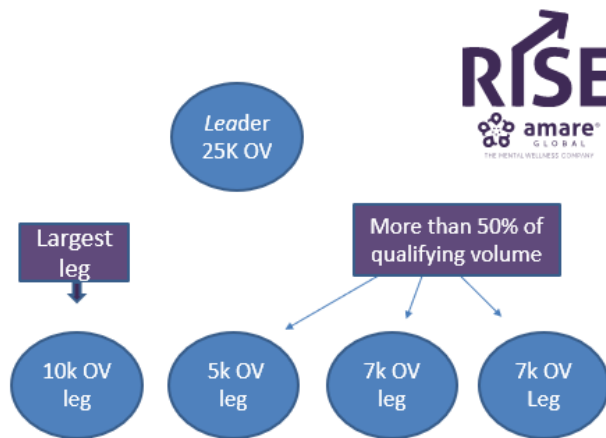 RISE
amare®
GLOBAL
THE MENTAL WELLNESS COMPANY
Leader
25K OV
Largest
leg
More than 50% of
qualifying volume
10k OV
leg
5k OV
leg
7k OV
leg
7k OV
Leg